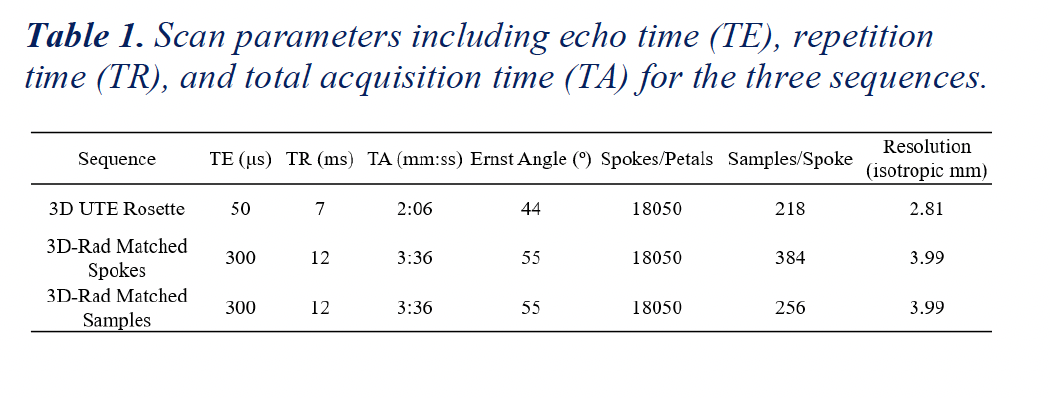 Table 1. Scan parameters including echo time (TE), repetition
time (TR), and total acquisition time (TA) for the three sequences.
Sequence TE (µs) TR (ms) TA (mm:ss) Ernst Angle (º) Spokes/Petals Samples/Spoke Resolution
(isotropic mm)
3D UTE Rosette 50 7 2:06 44 18050 218 2.81
3D-Rad Matched
Spokes 300 12 3:36 55 18050 384 3.99
3D-Rad Matched
Samples 300 12 3:36 55 18050 256 3.99